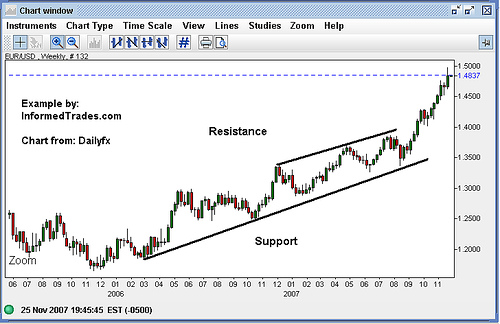 Chart window
Instruments Chart Type Time Scale View Lines Studies Zoom Help
EUR/USD, Weekly, # 132
1.5000
1.4837
1.4500
1.4000
1.3500
1.3000
1.2500
1.2000
Example by:
InformedTrades.com
Chart from: Dailyfx
Resistance
Support
Zoom
06 07 08 09 10 11 12 01 02 03 04 05 06 07 08 09 10 11 12 01 02 03 04 05 06 07 08 09 10 11
2006 2007
25 Nov 2007 19:45:45 EST (-0500)